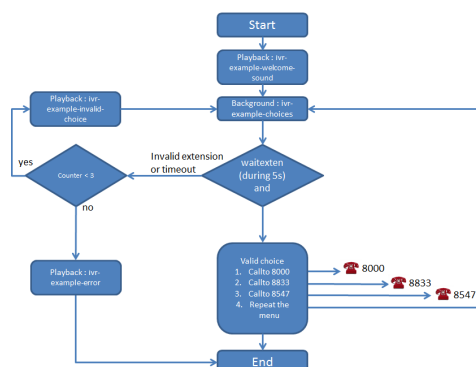 Start
Playback : ivr-
example-welcome-
sound
Playback : ivr-
example-invalid-
choice
Background : ivr-
example-choices
yes
Invalid extension
or timeout
Counter < 3
waitexten
(during 5s)
and
no
Playback : ivr-
example-error
Valid choice
1. Callto 8000
2. Callto 8833
3. Callto 8547
4. Repeat the
menu
8000
8833
8547
End